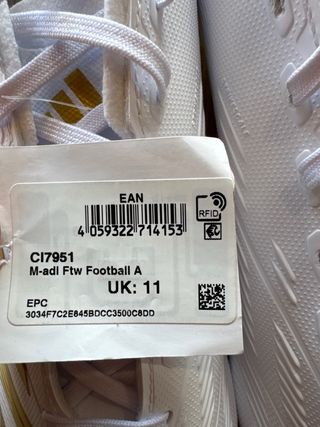 EAN
4 059322 714153
RFID
CI7951
M-adi Ftw Football A
UK: 11
EPC
3034F7C2E845BDCC3500C8DD